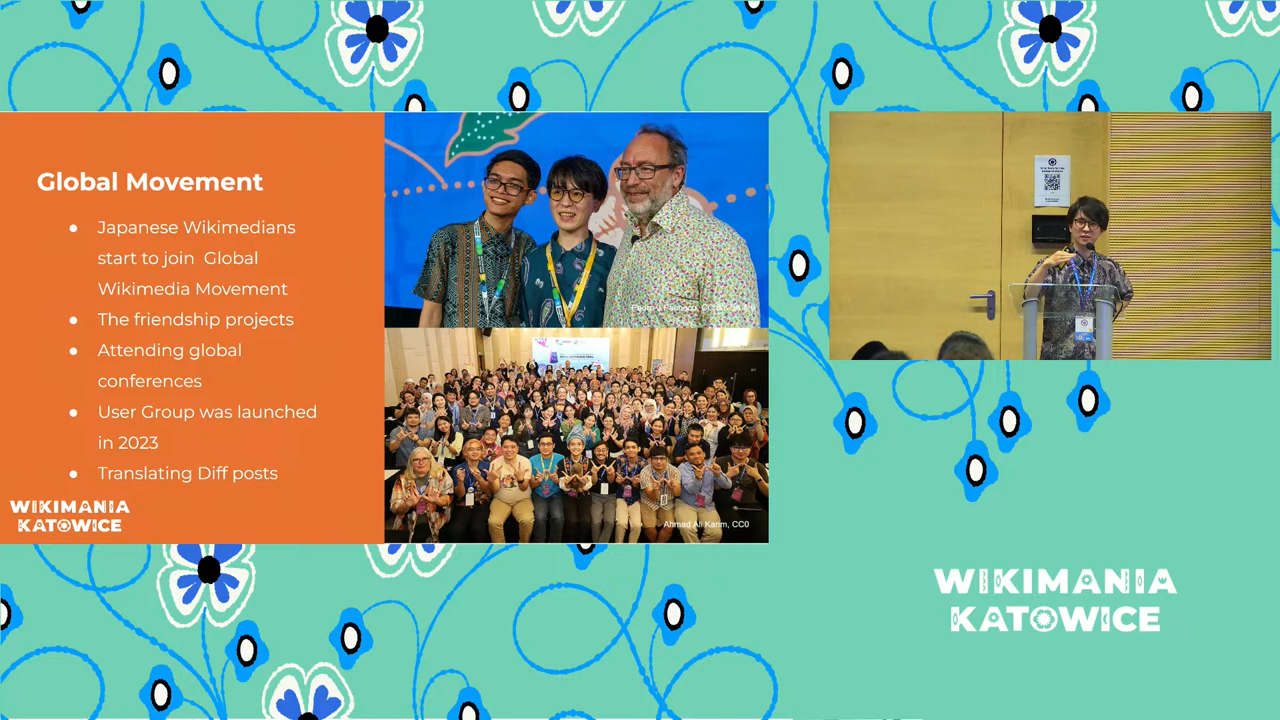 Global Movement
● Japanese Wikimedians
start to join Global
Wikimedia Movement
● The friendship projects
● Attending global
conferences
● User Group was launched
in 2023
● Translating Diff posts
WIKIMANIA
KATOWICE
Ahmad Ali Karim, CC0
WIKIMANIA
KATOWICE